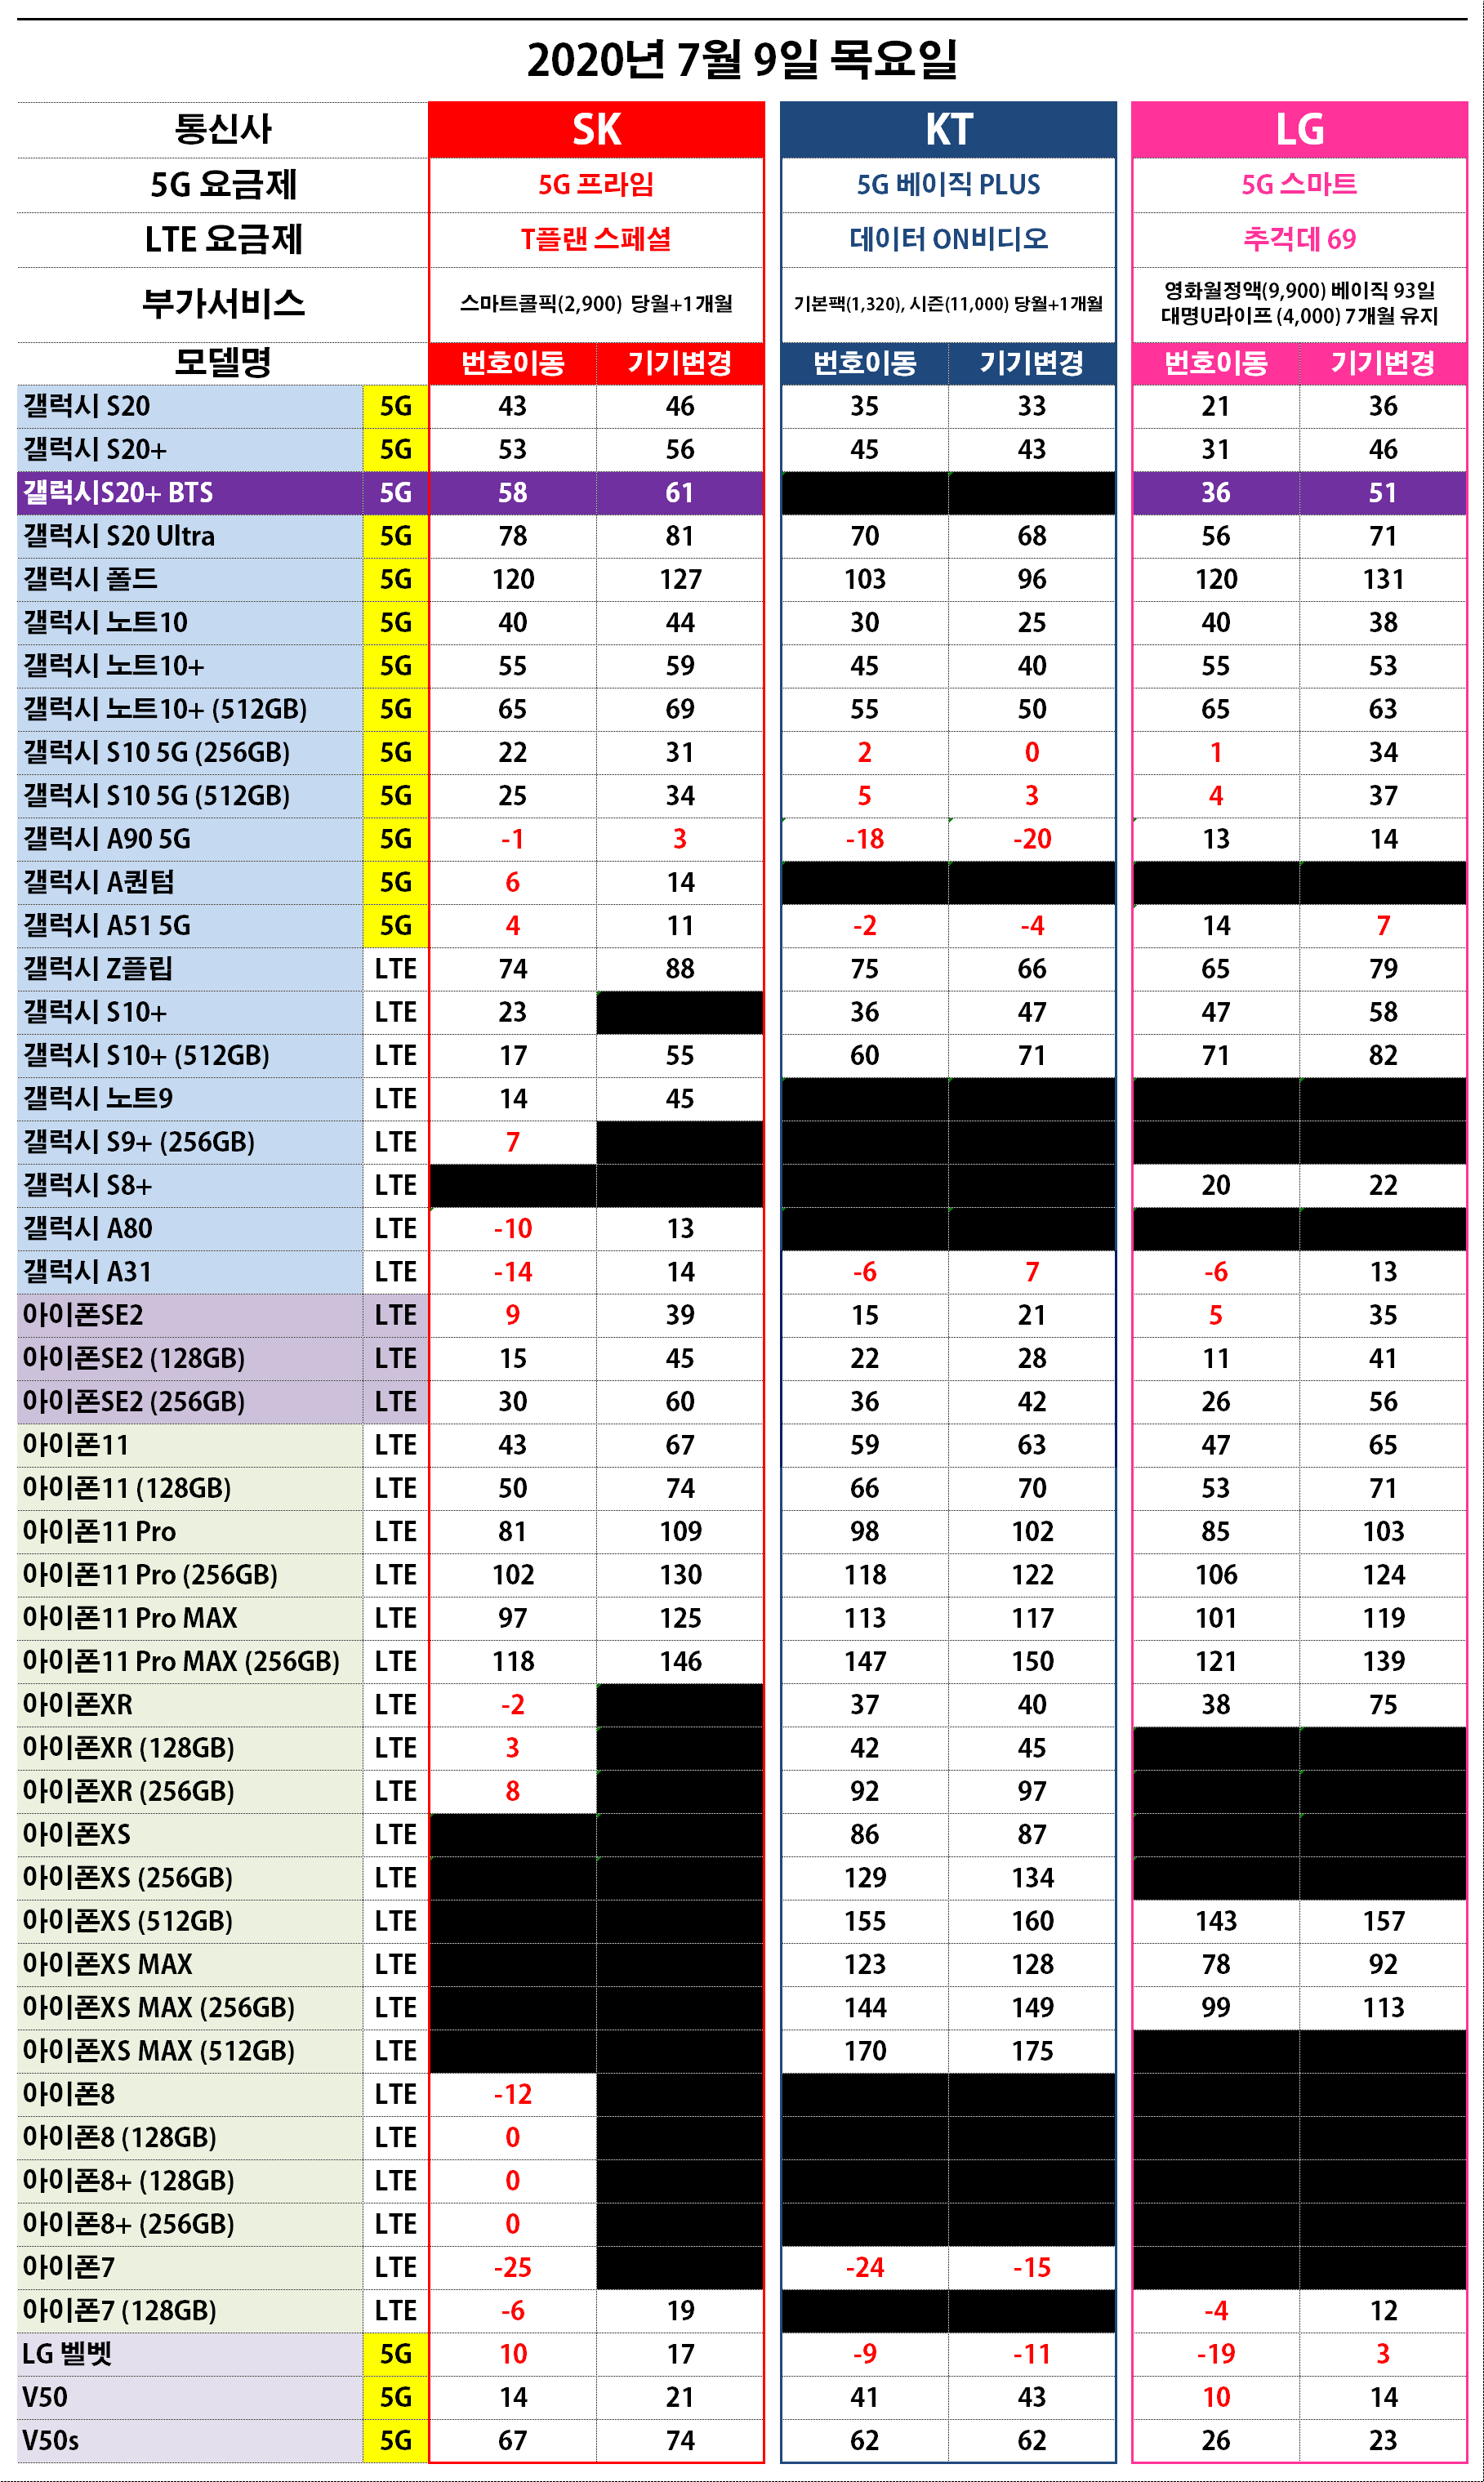 2020년 7월 9일 목요일
통신사 SK KT LG
5G 요금제 5G 프라임 5G 베이직 PLUS 5G 스마트
LTE 요금제 T플랜 스페셜 데이터 ON비디오 추걱데 69
부가서비스 스마트콜픽(2,900) 당월+1개월 기본팩(1,320), 시즌(11,000) 당월+1개월 영화월정액(9,900) 베이직 93일
대명U라이프 (4,000) 7개월 유지
모델명 번호이동 기기변경 번호이동 기기변경 번호이동 기기변경
갤럭시 S20 5G 43 46 35 33 21 36
갤럭시 S20+ 5G 53 56 45 43 31 46
갤럭시S20+ BTS 5G 58 61 36 51
갤럭시 S20 Ultra 5G 78 81 70 68 56 71
갤럭시 폴드 5G 120 127 103 96 120 131
갤럭시 노트10 5G 40 44 30 25 40 38
갤럭시 노트10+ 5G 55 59 45 40 55 53
갤럭시 노트10+ (512GB) 5G 65 69 55 50 65 63
갤럭시 S10 5G (256GB) 5G 22 31 2 0 1 34
갤럭시 S10 5G (512GB) 5G 25 34 5 3 4 37
갤럭시 A90 5G 5G -1 3 -18 -20 13 14
갤럭시 A퀀텀 5G 6 14
갤럭시 A51 5G 5G 4 11 -2 -4 14 7
갤럭시 Z플립 LTE 74 88 75 66 65 79
갤럭시 S10+ LTE 23 36 47 47 58
갤럭시 S10+ (512GB) LTE 17 55 60 71 71 82
갤럭시 노트9 LTE 14 45
갤럭시 S9+ (256GB) LTE 7
갤럭시 S8+ LTE 20 22
갤럭시 A80 LTE -10 13
갤럭시 A31 LTE -14 14 -6 7 -6 13
아이폰SE2 LTE 9 39 15 21 5 35
아이폰SE2 (128GB) LTE 15 45 22 28 11 41
아이폰SE2 (256GB) LTE 30 60 36 42 26 56
아이폰11 LTE 43 67 59 63 47 65
아이폰11 (128GB) LTE 50 74 66 70 53 71
아이폰11 Pro LTE 81 109 98 102 85 103
아이폰11 Pro (256GB) LTE 102 130 118 122 106 124
아이폰11 Pro MAX LTE 97 125 113 117 101 119
아이폰11 Pro MAX (256GB) LTE 118 146 147 150 121 139
아이폰XR LTE -2 37 40 38 75
아이폰XR (128GB) LTE 3 42 45
아이폰XR (256GB) LTE 8 92 97
아이폰XS LTE 86 87
아이폰XS (256GB) LTE 129 134
아이폰XS (512GB) LTE 155 160 143 157
아이폰XS MAX LTE 123 128 78 92
아이폰XS MAX (256GB) LTE 144 149 99 113
아이폰XS MAX (512GB) LTE 170 175
아이폰8 LTE -12
아이폰8 (128GB) LTE 0
아이폰8+ (128GB) LTE 0
아이폰8+ (256GB) LTE 0
아이폰7 LTE -25 -24 -15
아이폰7 (128GB) LTE -6 19 -4 12
LG 벨벳 5G 10 17 -9 -11 -19 3
V50 5G 14 21 41 43 10 14
V50s 5G 67 74 62 62 26 23